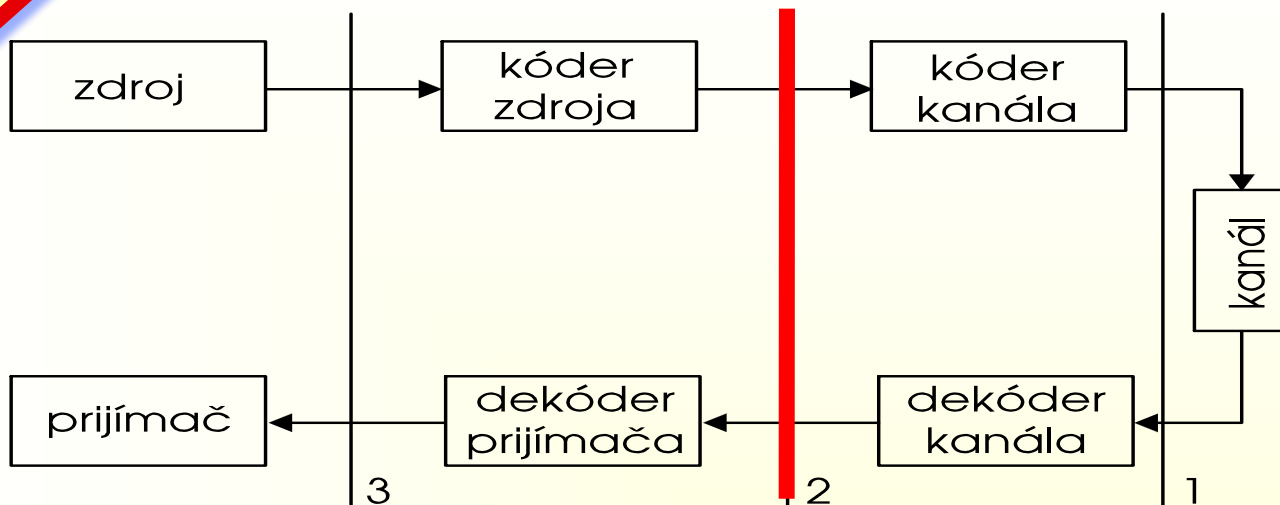 zdroj
kóder
zdroja
kóder
kanála
kanál
prijímač
dekóder
prijímača
dekóder
kanála
3
2
1